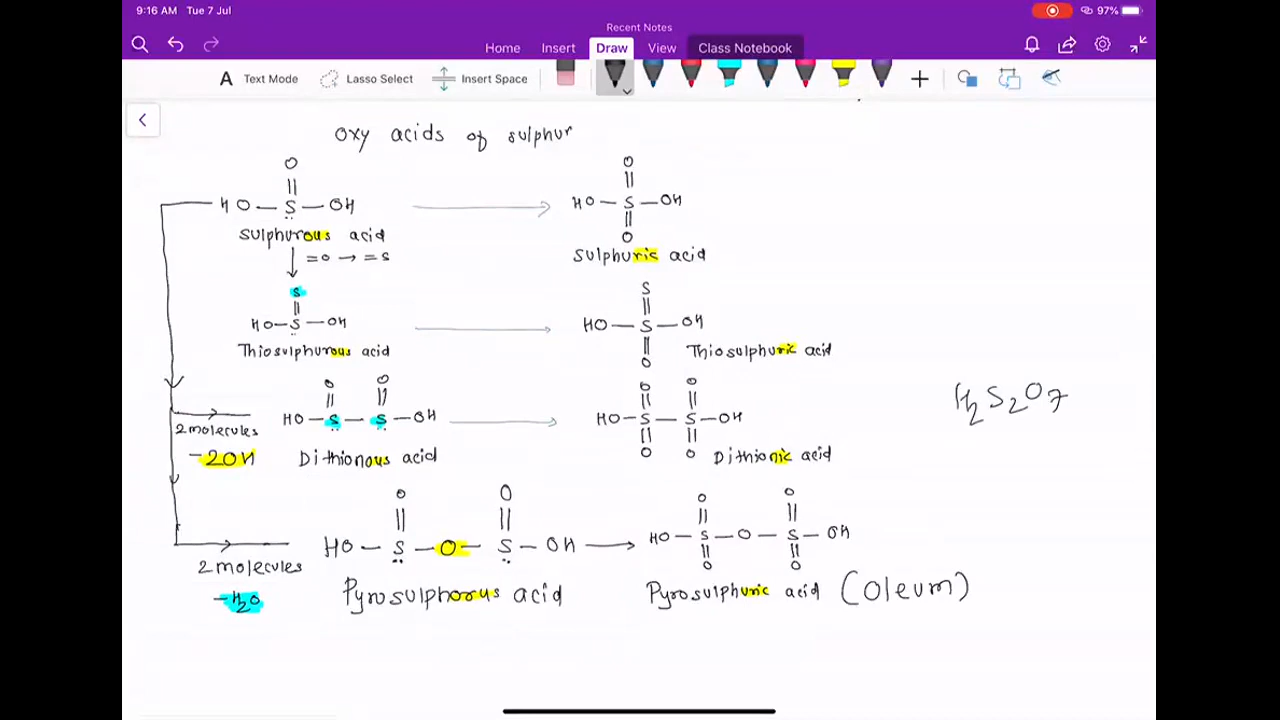 9:16 AM Tue 7 Jul
97%
Recent Notes
Home Insert Draw View Class Notebook
A Text Mode Lasso Select Insert Space
oxy acids of sulphur
O O
HO — S — OH HO — S — OH
O
Sulphurous acid Sulphuric acid
=O → =S
S S
HO — S — OH HO — S — OH
O
Thiosulphurous acid Thiosulphuric acid
O O O O
HO — S — S — OH HO — S — S — OH
O O
2 molecules
-2OH Dithionous acid Dithionic acid
H2S2O7
O O O O
HO — S — O — S — OH HO — S — O — S — OH
O O
2 molecules
-H2O Pyrosulphorus acid Pyrosulphuric acid (Oleum)